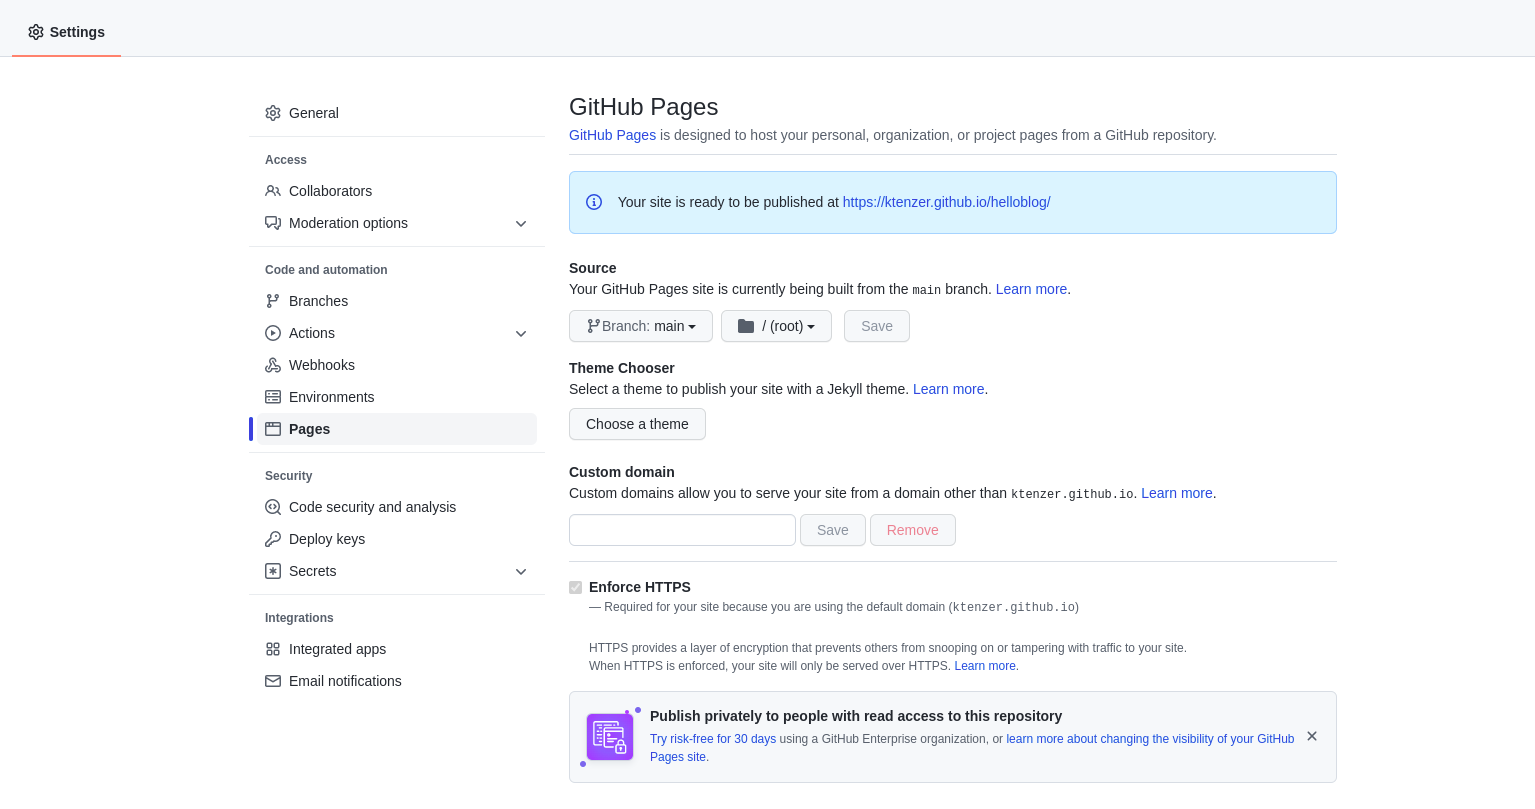 Settings
General
Access
Collaborators
Moderation options
Code and automation
Branches
Actions
Webhooks
Environments
Pages
Security
Code security and analysis
Deploy keys
Secrets
Integrations
Integrated apps
Email notifications
GitHub Pages
GitHub Pages is designed to host your personal, organization, or project pages from a GitHub repository.
Your site is ready to be published at https://ktenzer.github.io/helloblog/
Source
Your GitHub Pages site is currently being built from the main branch. Learn more.
Branch: main / (root) Save
Theme Chooser
Select a theme to publish your site with a Jekyll theme. Learn more.
Choose a theme
Custom domain
Custom domains allow you to serve your site from a domain other than ktenzer.github.io. Learn more.
Save Remove
Enforce HTTPS
— Required for your site because you are using the default domain (ktenzer.github.io)
HTTPS provides a layer of encryption that prevents others from snooping on or tampering with traffic to your site.
When HTTPS is enforced, your site will only be served over HTTPS. Learn more.
Publish privately to people with read access to this repository
Try risk-free for 30 days using a GitHub Enterprise organization, or learn more about changing the visibility of your GitHub
Pages site.